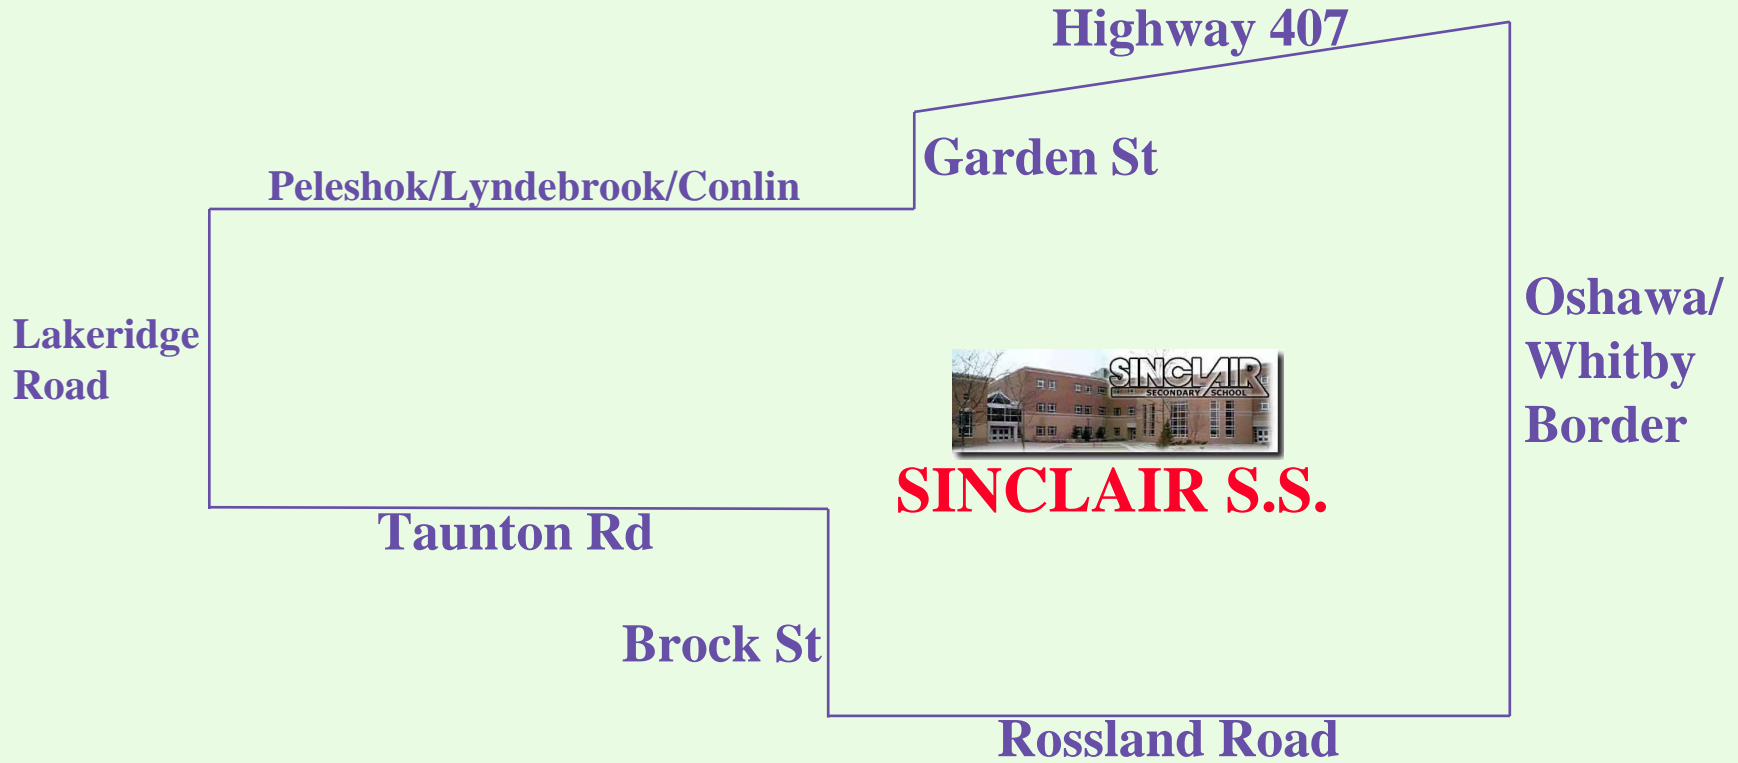 Highway 407
Garden St
Peleshok/Lyndebrook/Conlin
Oshawa/
Whitby
Border
Lakeridge
Road
SINCLAIR
SECONDARY SCHOOL
SINCLAIR S.S.
Taunton Rd
Brock St
Rossland Road